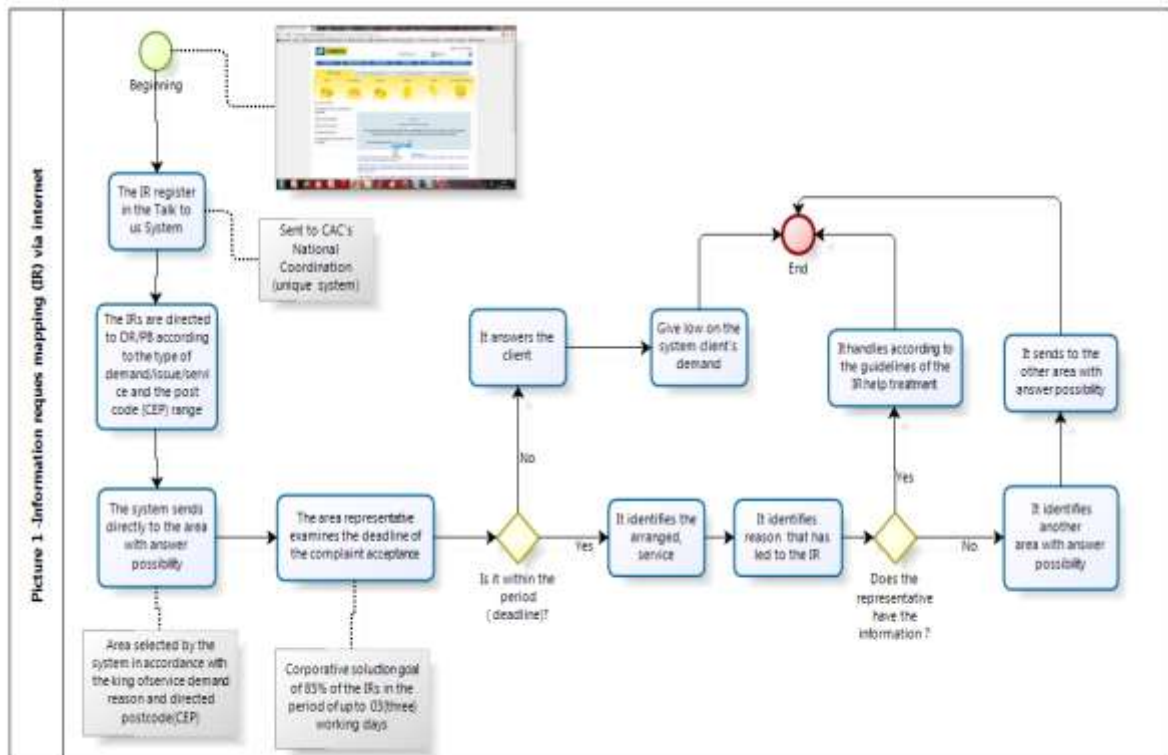 Picture 1 -Information reques mapping (IR) via internet
Beginning
The IR register
in the Talk to
us System
Sent to CAC's
National
Coordination
(unique system)
The IRs are directed
to DR/PB according
to the type of
demand/issue/servi
ce and the post
code (CEP) range
The system sends
directly to the area
with answer
possibility
Area selected by the
system in accordance with
the king of service demand
reason and directed
postcode(CEP)
The area representative
examines the deadline of
the complaint acceptance
Corporative soluction goal
of 85% of the IRs in the
period of up to 03(three)
working days
Is it within the
period
( deadline)?
No
It answers the
client
Give low on the
system client's
demand
End
Yes
It identifies the
arranged,
service
It identifies
reason that has
led to the IR
Does the
representative
have the
information ?
Yes
It handles according to
the guidelines of the
IR help treatment
No
It identifies
another
area with answer
possibility
It sends to the
other area with
answer possibility